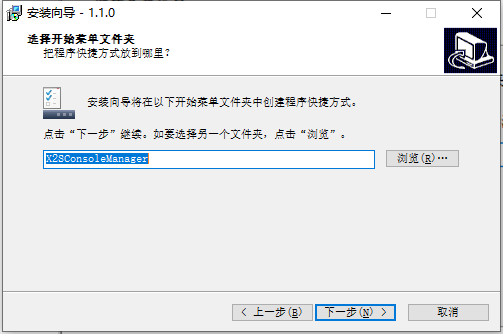 安装向导 - 1.1.0
选择开始菜单文件夹
把程序快捷方式放到哪里？
安装向导将在以下开始菜单文件夹中创建程序快捷方式。
点击“下一步”继续。如要选择另一个文件夹，点击“浏览”。
X2SConsoleManager
浏览(R)…
< 上一步(B)
下一步(N) >
取消